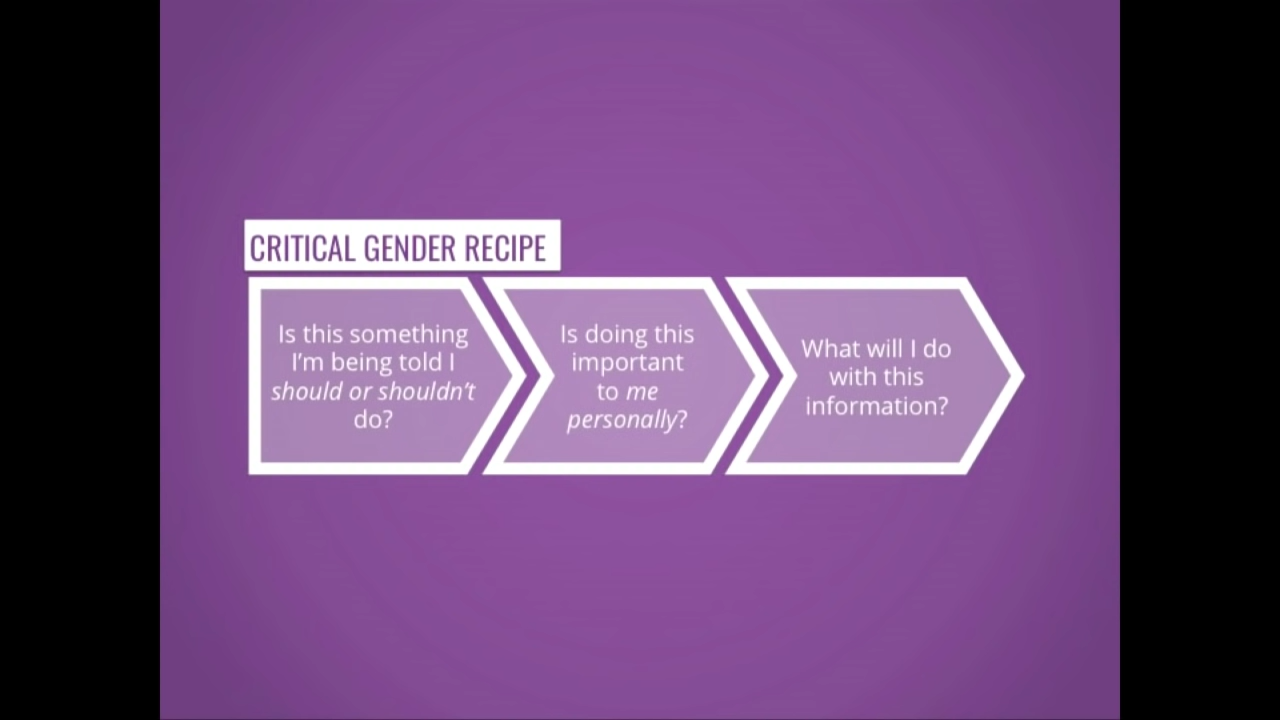 CRITICAL GENDER RECIPE
Is this something
I'm being told I
should or shouldn't
do?
Is doing this
important
to me
personally?
What will I do
with this
information?